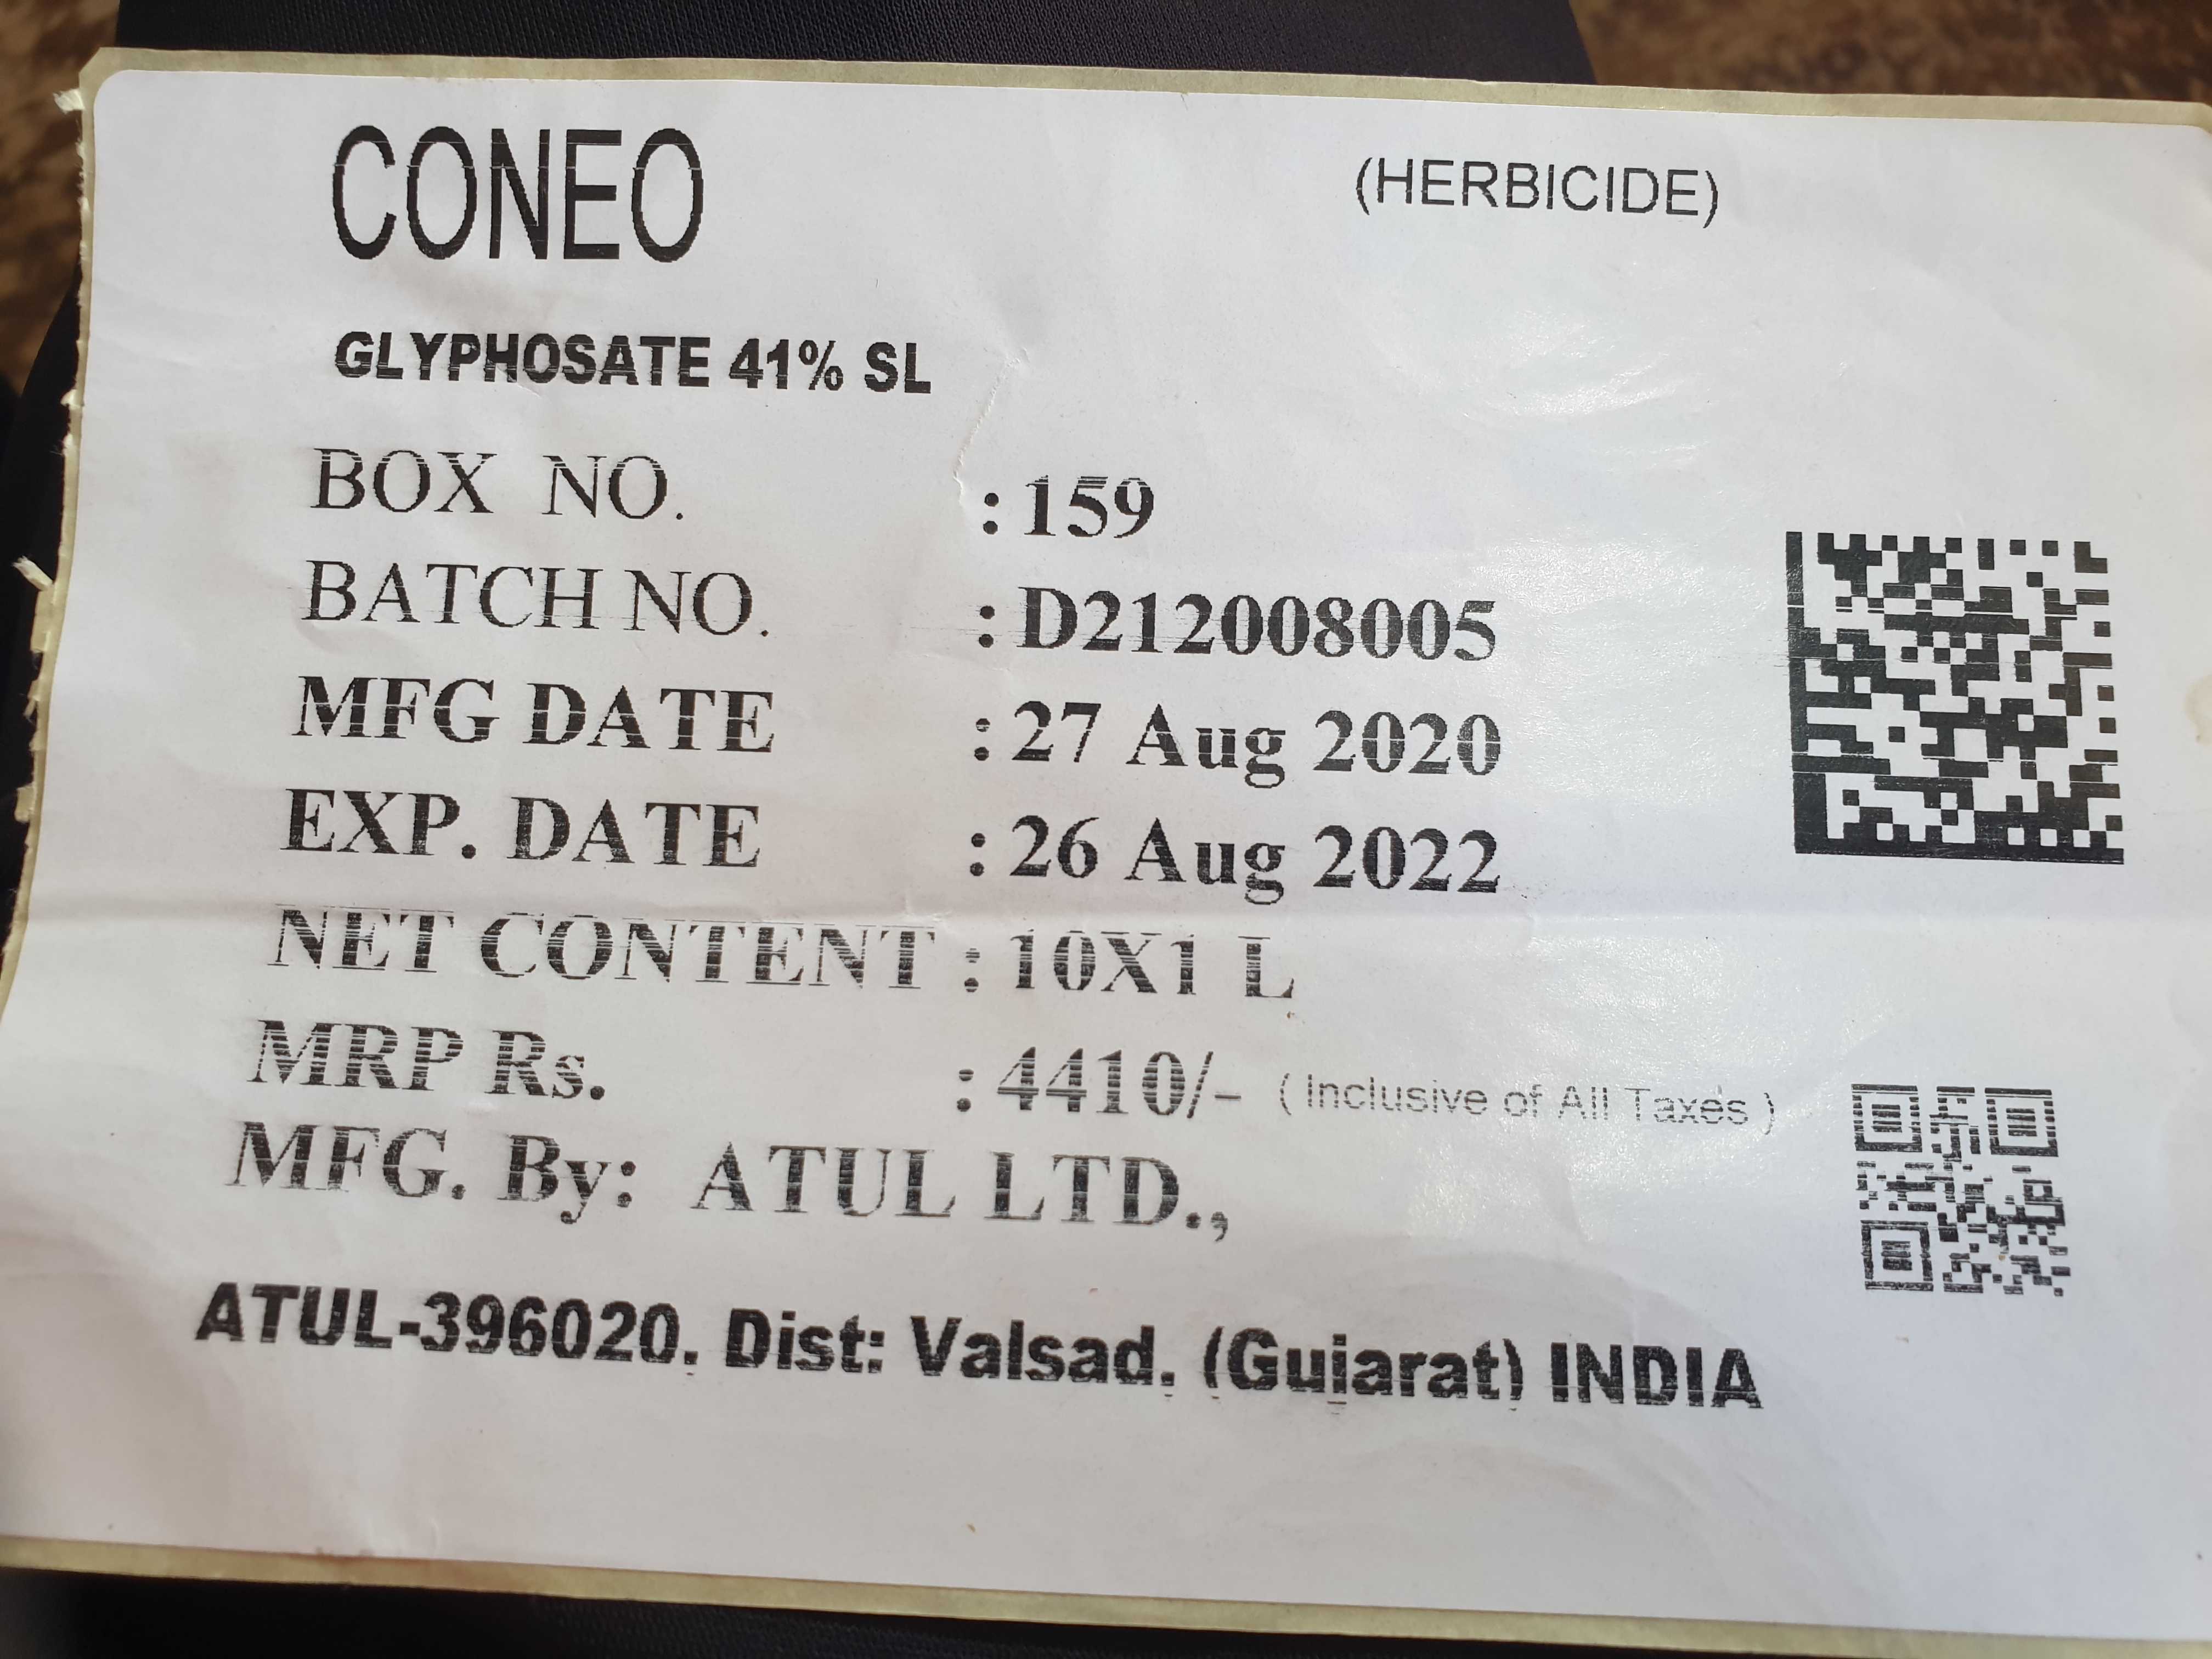 CONEO (HERBICIDE)
GLYPHOSATE 41% SL
BOX NO. : 159
BATCH NO. : D212008005
MFG DATE : 27 Aug 2020
EXP. DATE : 26 Aug 2022
NET CONTENT : 10X1 L
MRP Rs. : 4410/- ( Inclusive of All Taxes )
MFG. By: ATUL LTD.,
ATUL-396020. Dist: Valsad. (Gujarat) INDIA